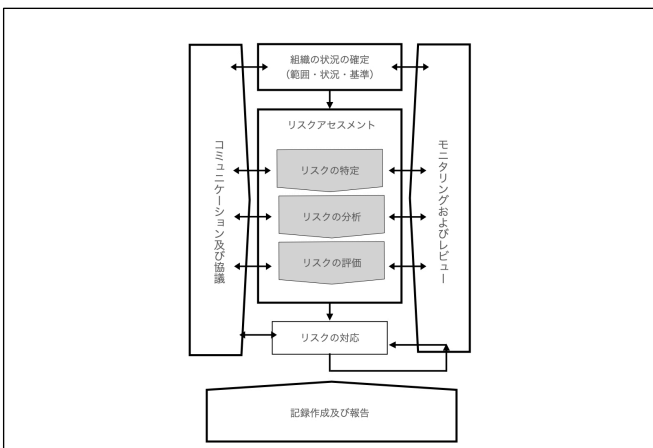 組織の状況の確定
(範囲・状況・基準)
リスクアセスメント
コミュニケーション及び協議
モニタリングおよびレビュー
リスクの特定
リスクの分析
リスクの評価
リスクの対応
記録作成及び報告